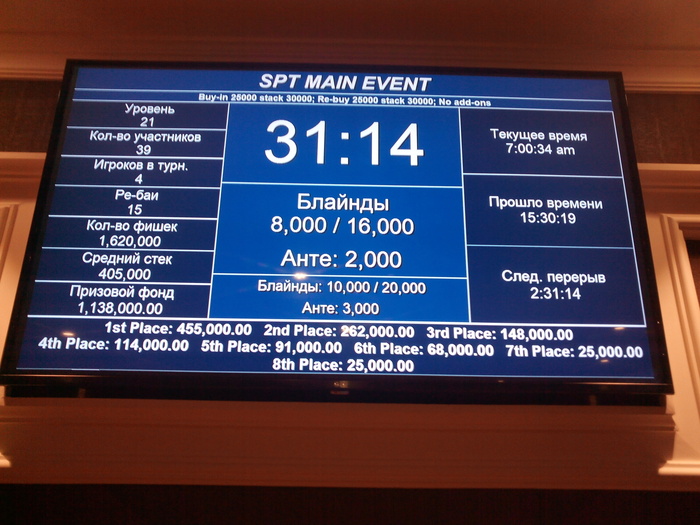 SPT MAIN EVENT
Buy-in 25000 stack 30000; Re-buy 25000 stack 30000; No add-ons
Уровень
21
Кол-во участников
39
Игроков в турн.
4
Ре-баи
15
Кол-во фишек
1,620,000
Средний стек
405,000
Призовой фонд
1,138,000.00
31:14
Блайнды
8,000 / 16,000
Анте: 2,000
Блайнды: 10,000 / 20,000
Анте: 3,000
Текущее время
7:00:34 am
Прошло времени
15:30:19
След. перерыв
2:31:14
1st Place: 455,000.00 2nd Place: 262,000.00 3rd Place: 148,000.00
4th Place: 114,000.00 5th Place: 91,000.00 6th Place: 68,000.00 7th Place: 25,000.00
8th Place: 25,000.00